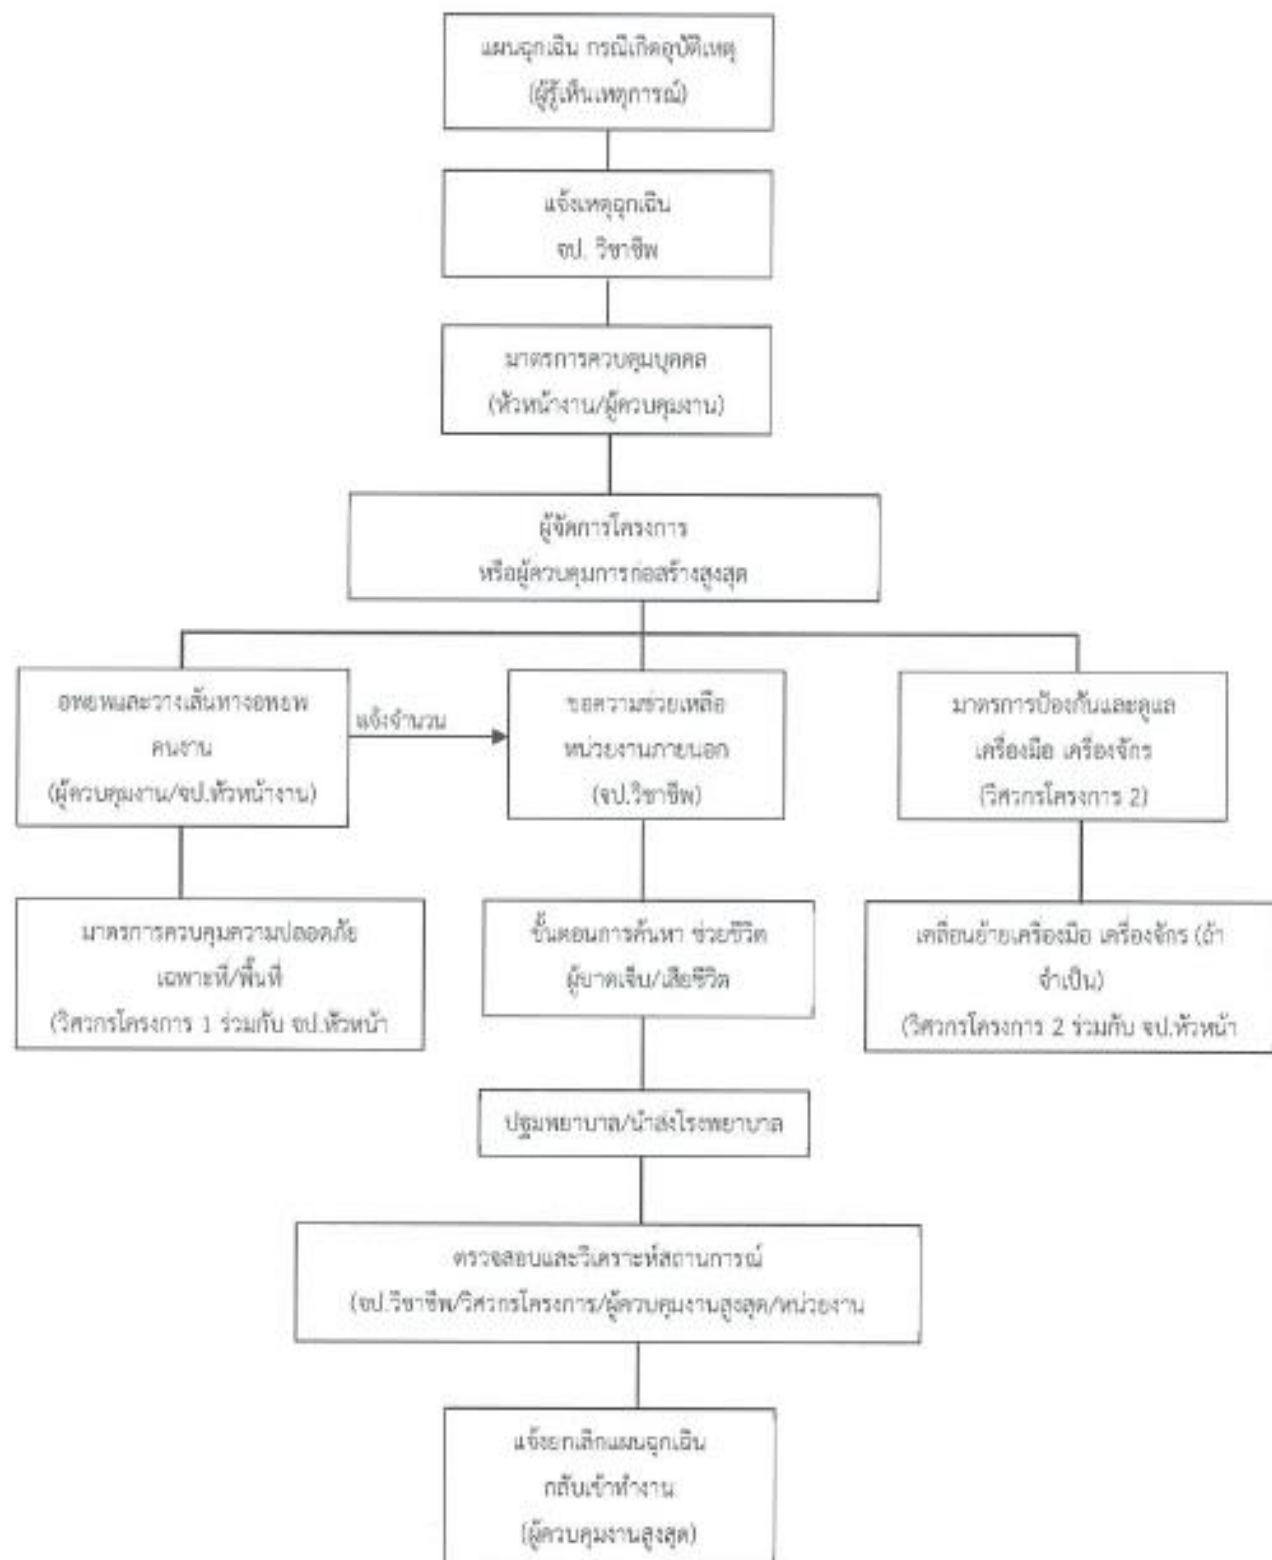 แผนฉุกเฉิน กรณีเกิดอุบัติเหตุ
(ผู้รู้เห็นเหตุการณ์)
แจ้งเหตุฉุกเฉิน
จป. วิชาชีพ
มาตรการควบคุมบุคคล
(หัวหน้างาน/ผู้ควบคุมงาน)
ผู้จัดการโครงการ
หรือผู้ควบคุมการก่อสร้างสูงสุด
อพยพและวางเส้นทางอพยพ
คนงาน
(ผู้ควบคุมงาน/จป.หัวหน้างาน)
แจ้งจำนวน
ขอความช่วยเหลือ
หน่วยงานภายนอก
(จป.วิชาชีพ)
มาตรการป้องกันและดูแล
เครื่องมือ เครื่องจักร
(วิศวกรโครงการ 2)
มาตรการควบคุมความปลอดภัย
เฉพาะที่/พื้นที่
(วิศวกรโครงการ 1 ร่วมกับ จป.หัวหน้า
ขั้นตอนการค้นหา ช่วยชีวิต
ผู้บาดเจ็บ/เสียชีวิต
เคลื่อนย้ายเครื่องมือ เครื่องจักร (ถ้า
จำเป็น)
(วิศวกรโครงการ 2 ร่วมกับ จป.หัวหน้า
ปฐมพยาบาล/นำส่งโรงพยาบาล
ตรวจสอบและวิเคราะห์สถานการณ์
(จป.วิชาชีพ/วิศวกรโครงการ/ผู้ควบคุมงานสูงสุด/หน่วยงาน
แจ้งยกเลิกแผนฉุกเฉิน
กลับเข้าทำงาน
(ผู้ควบคุมงานสูงสุด)